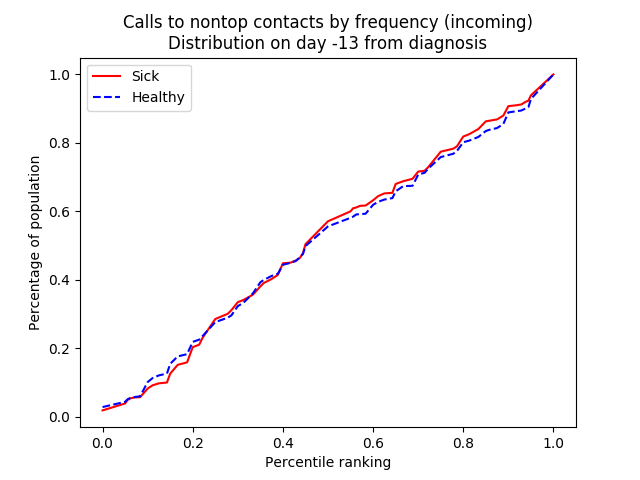 Calls to nontop contacts by frequency (incoming)
Distribution on day -13 from diagnosis
Sick
Healthy
Percentage of population
1.0
0.8
0.6
0.4
0.2
0.0
0.0 0.2 0.4 0.6 0.8 1.0
Percentile ranking